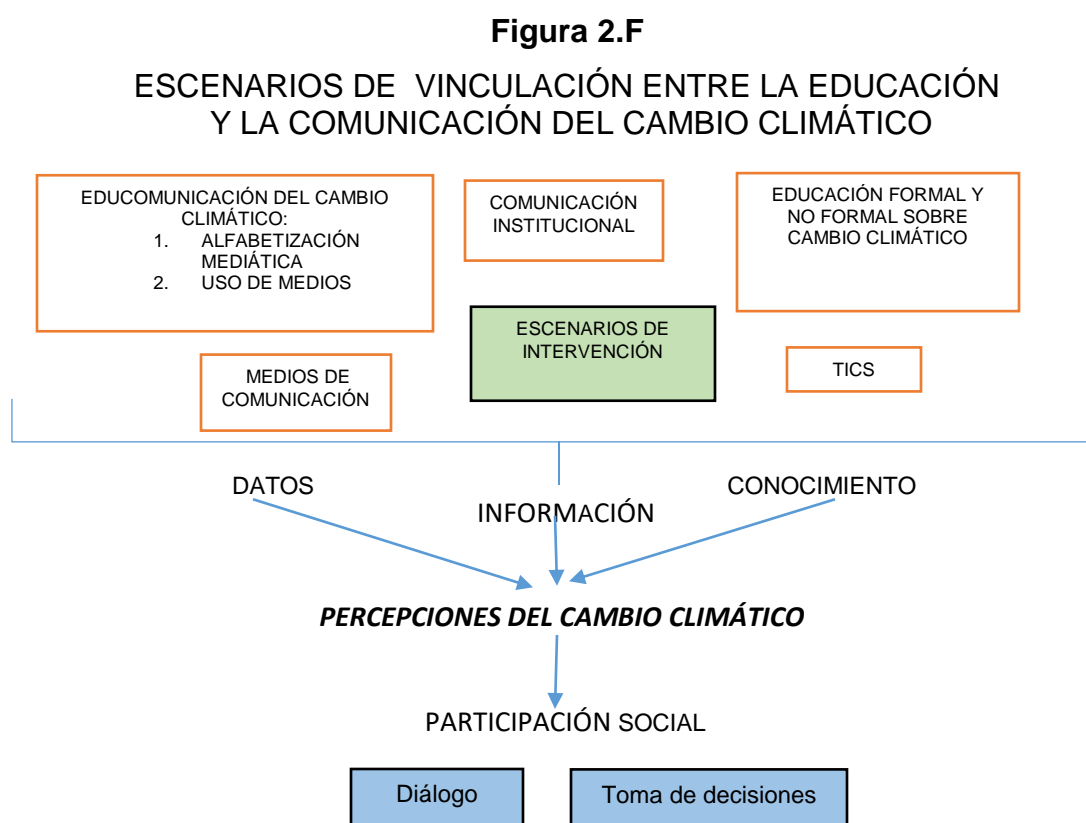 Figura 2.F
ESCENARIOS DE VINCULACIÓN ENTRE LA EDUCACIÓN
Y LA COMUNICACIÓN DEL CAMBIO CLIMÁTICO
EDUCOMUNICACIÓN DEL CAMBIO
CLIMÁTICO:
1. ALFABETIZACIÓN
MEDIÁTICA
2. USO DE MEDIOS
COMUNICACIÓN
INSTITUCIONAL
EDUCACIÓN FORMAL Y
NO FORMAL SOBRE
CAMBIO CLIMÁTICO
ESCENARIOS DE
INTERVENCIÓN
MEDIOS DE
COMUNICACIÓN
TICS
DATOS
INFORMACIÓN
CONOCIMIENTO
PERCEPCIONES DEL CAMBIO CLIMÁTICO
PARTICIPACIÓN SOCIAL
Diálogo
Toma de decisiones